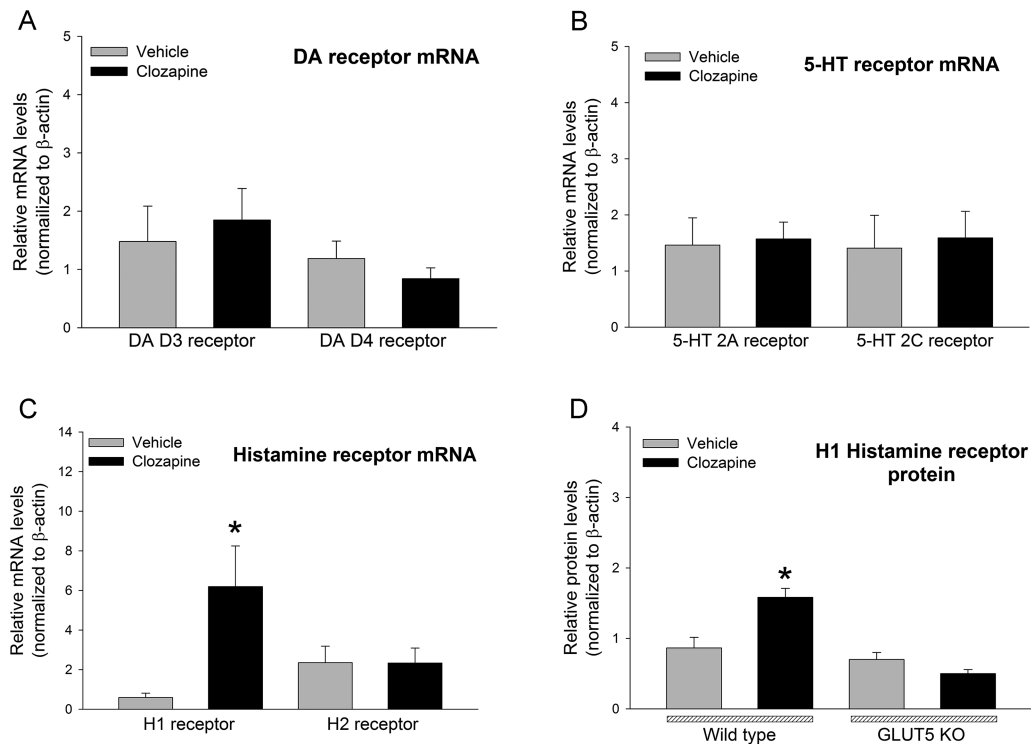 A
Vehicle
Clozapine
DA receptor mRNA
Relative mRNA levels
(normailized to β-actin)
5
4
3
2
1
0
DA D3 receptor
DA D4 receptor
B
Vehicle
Clozapine
5-HT receptor mRNA
Relative mRNA levels
(normalized to β-actin)
5
4
3
2
1
0
5-HT 2A receptor
5-HT 2C receptor
C
Vehicle
Clozapine
Histamine receptor mRNA
Relative mRNA levels
(normalized to β-actin)
14
12
10
8
6
4
2
0
*
H1 receptor
H2 receptor
D
Vehicle
Clozapine
H1 Histamine receptor
protein
Relative protein levels
(normalized to β-actin)
4
3
2
1
0
*
Wild type
GLUT5 KO